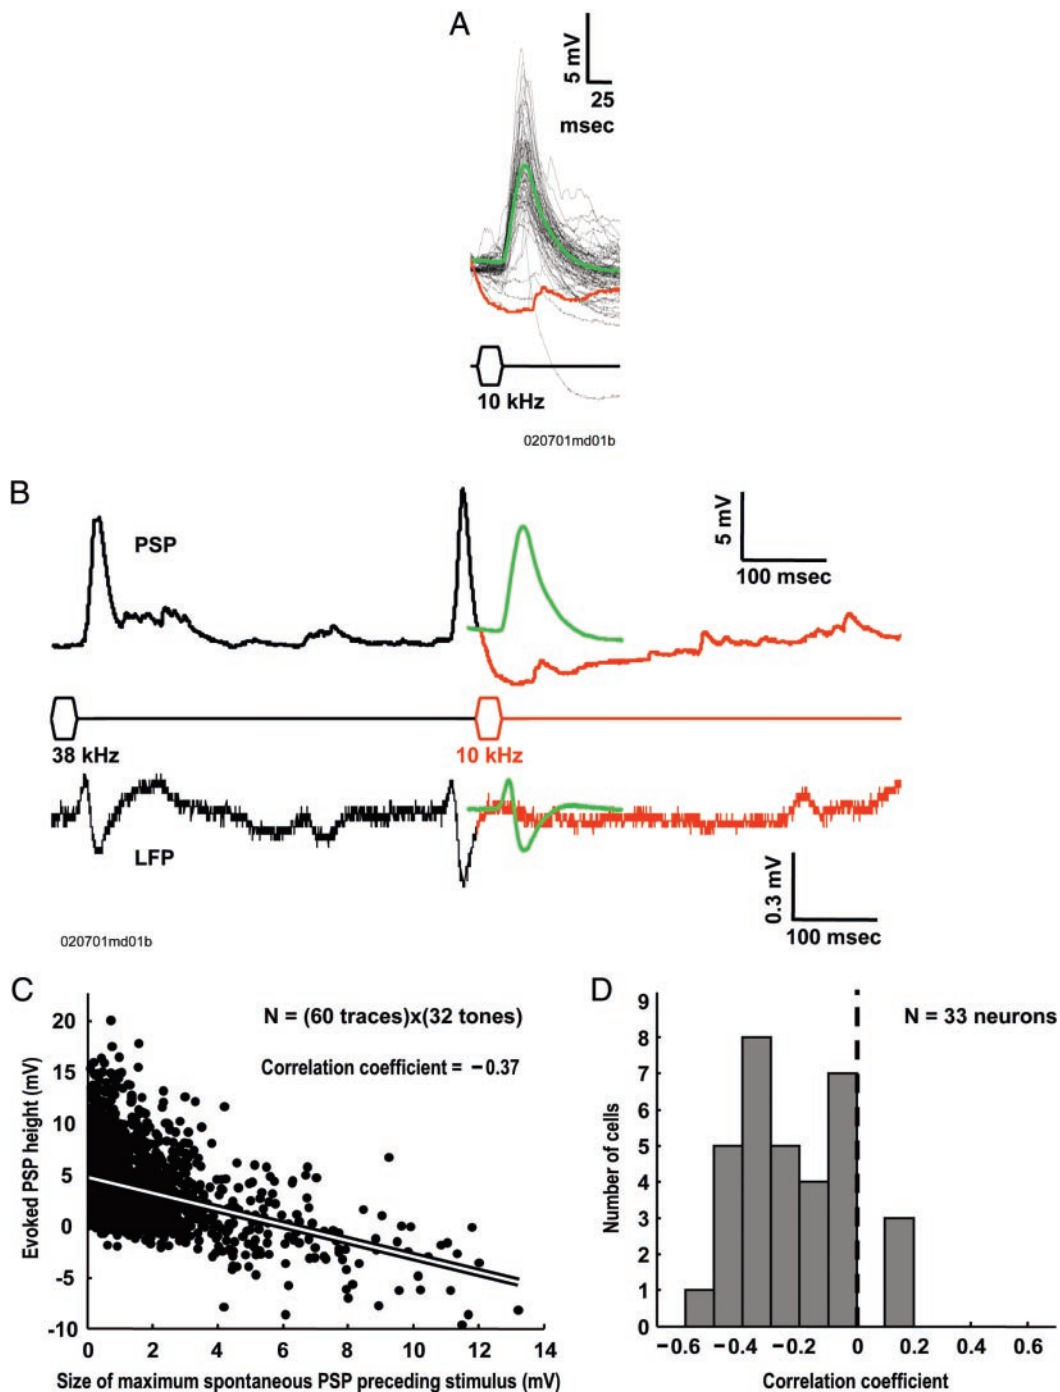 A
5 mV
25
msec
10 kHz
020701md01b
B
PSP
5 mV
100 msec
38 kHz
10 kHz
LFP
0.3 mV
100 msec
020701md01b
C
N = (60 traces)x(32 tones)
Correlation coefficient = −0.37
Evoked PSP height (mV)
20
15
10
5
0
-5
-10
0 2 4 6 8 10 12 14
Size of maximum spontaneous PSP preceding stimulus (mV)
D
N = 33 neurons
Number of cells
9
8
7
6
5
4
3
2
1
0
−0.6 −0.4 −0.2 0 0.2 0.4 0.6
Correlation coefficient